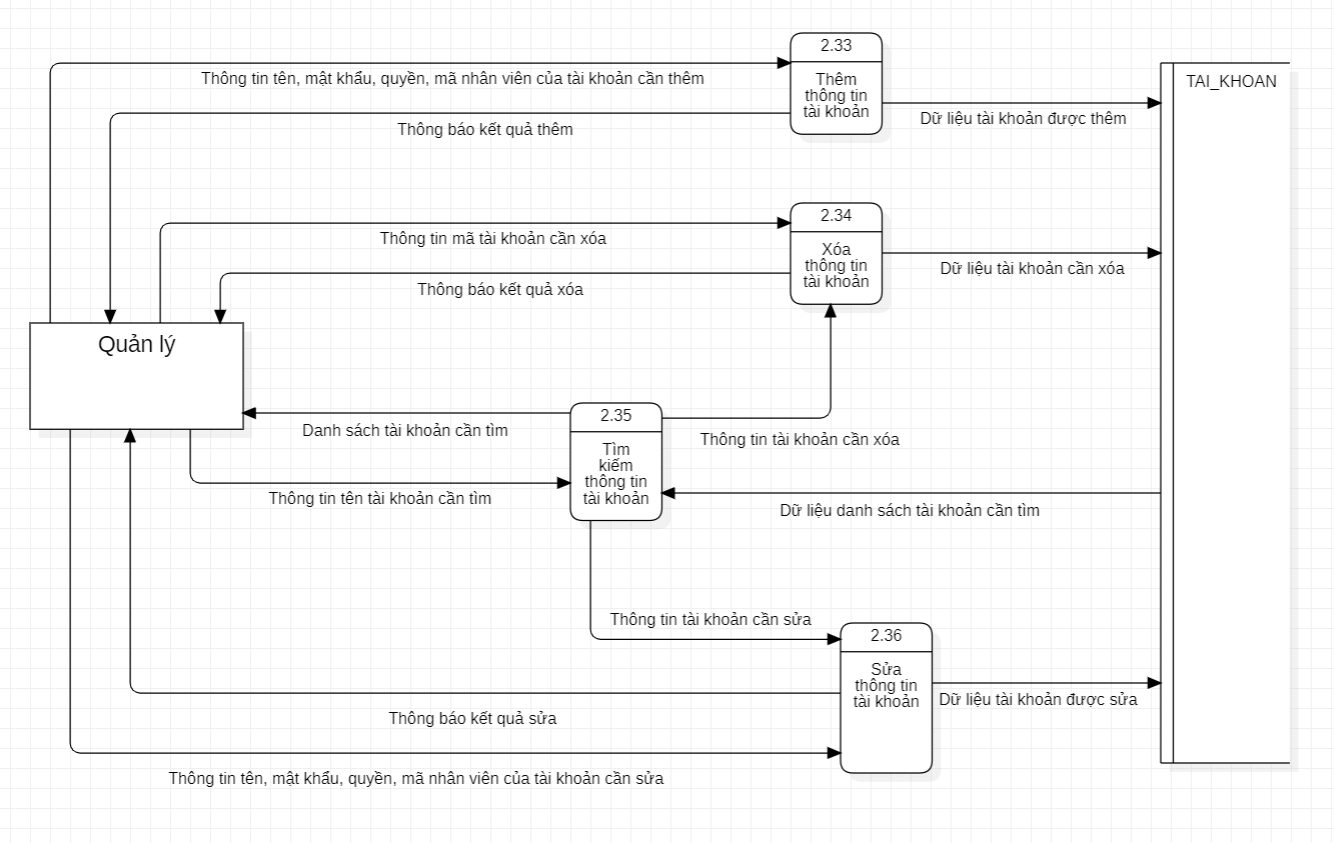 2.33
Thêm
thông tin
tài khoản
Thông tin tên, mật khẩu, quyền, mã nhân viên của tài khoản cần thêm
TAI_KHOAN
Dữ liệu tài khoản được thêm
Thông báo kết quả thêm
2.34
Xóa
thông tin
tài khoản
Thông tin mã tài khoản cần xóa
Dữ liệu tài khoản cần xóa
Thông báo kết quả xóa
Quản lý
2.35
Tìm
kiếm
thông tin
tài khoản
Danh sách tài khoản cần tìm
Thông tin tài khoản cần xóa
Thông tin tên tài khoản cần tìm
Dữ liệu danh sách tài khoản cần tìm
Thông tin tài khoản cần sửa
2.36
Sửa
thông tin
tài khoản
Dữ liệu tài khoản được sửa
Thông báo kết quả sửa
Thông tin tên, mật khẩu, quyền, mã nhân viên của tài khoản cần sửa